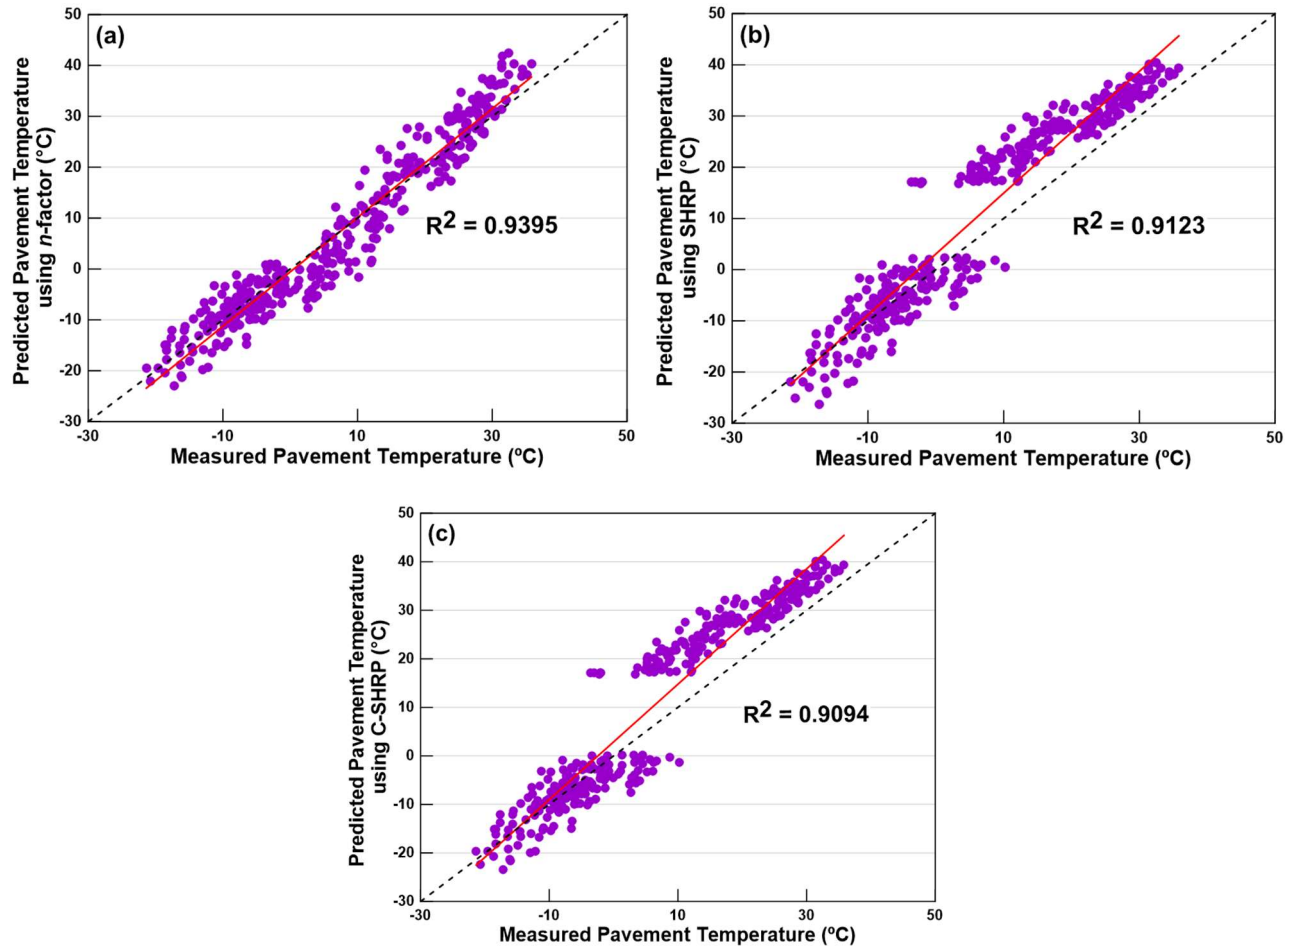 (a)
Predicted Pavement Temperature
using n-factor (°C)
50
40
30
20
10
0
-10
-20
-30
R2 = 0.9395
-30 -10 10 30 50
Measured Pavement Temperature (ºC)
(b)
Predicted Pavement Temperature
using SHRP (°C)
50
40
30
20
10
0
-10
-20
-30
R2 = 0.9123
-30 -10 10 30 50
Measured Pavement Temperature (ºC)
(c)
Predicted Pavement Temperature
using C-SHRP (°C)
50
40
30
20
10
0
-10
-20
-30
R2 = 0.9094
-30 -10 10 30 50
Measured Pavement Temperature (ºC)